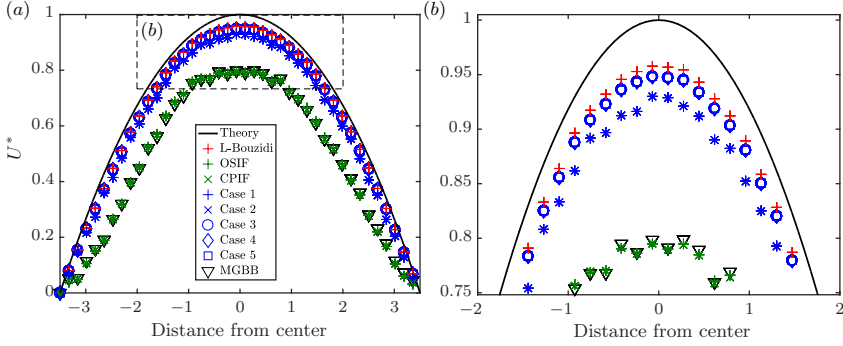 (a)
U*
1
0.8
0.6
0.4
0.2
0
(b)
Theory
L-Bouzidi
OSIF
CPIF
Case 1
Case 2
Case 3
Case 4
Case 5
MGBB
−3 −2 −1 0 1 2 3
Distance from center
(b)
1
0.95
0.9
0.85
0.8
0.75
−2 −1 0 1 2
Distance from center